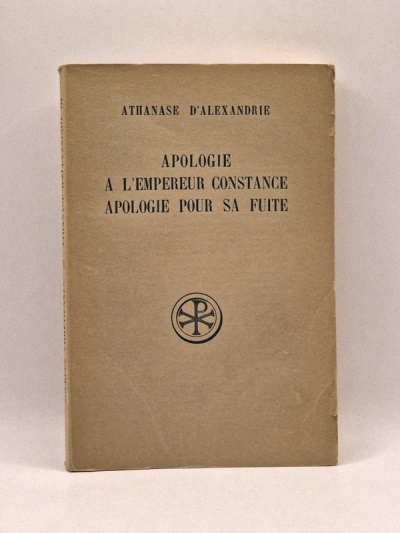 ATHANASE D'ALEXANDRIE
APOLOGIE
A L'EMPEREUR CONSTANCE
APOLOGIE POUR SA FUITE